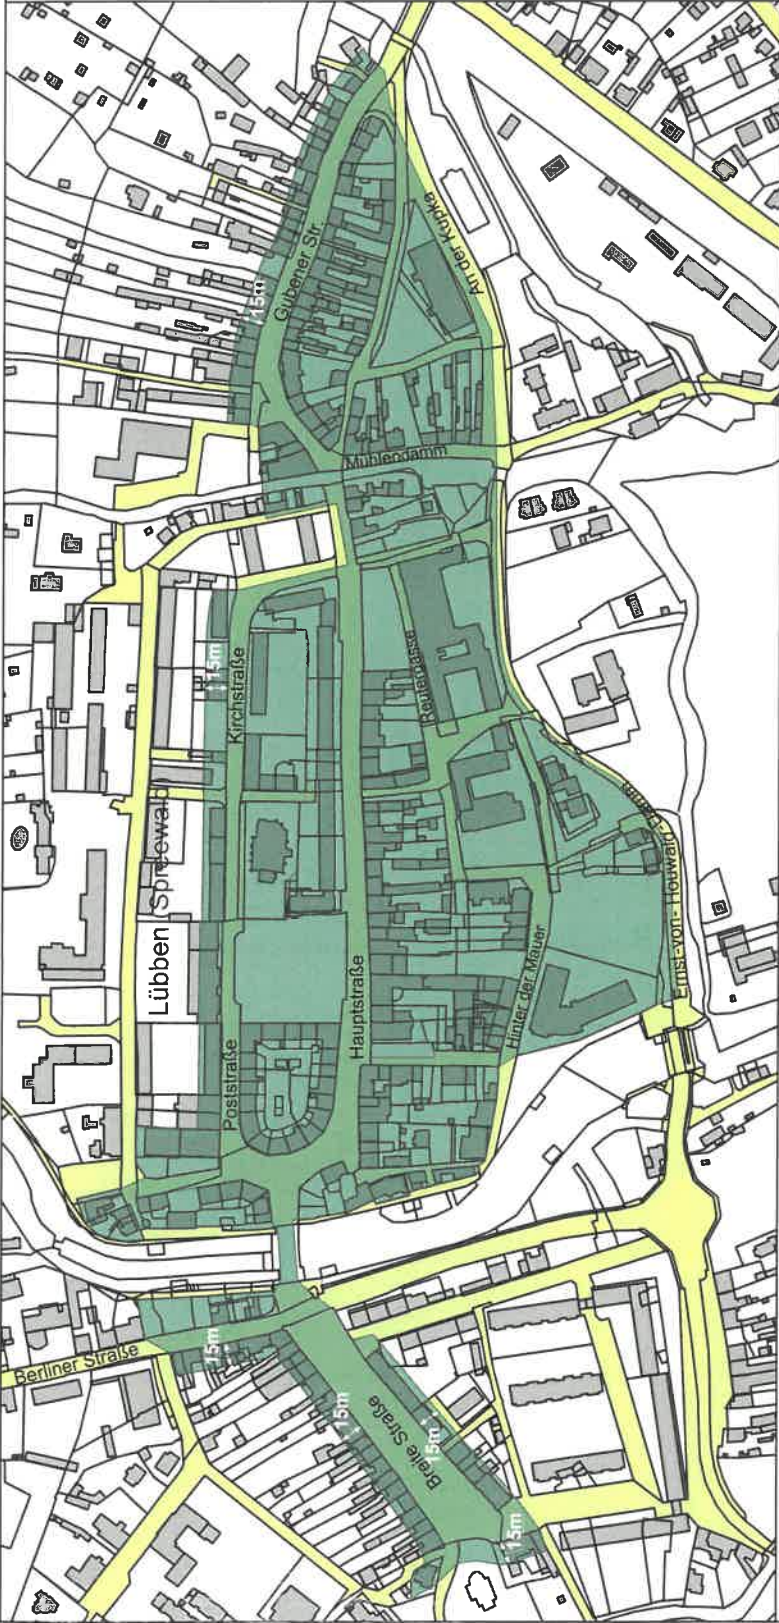 Berliner Straße
Lübben (Spreewald)
15m
15m
Poststraße
Kirchstraße
15m
Gubener Str.
15m
Hauptstraße
Breite Straße
15m
Mühlendamm
Reutergasse
An der Kupka
15m
Hinter der Mauer
Ernst-von-Houwald-Damm